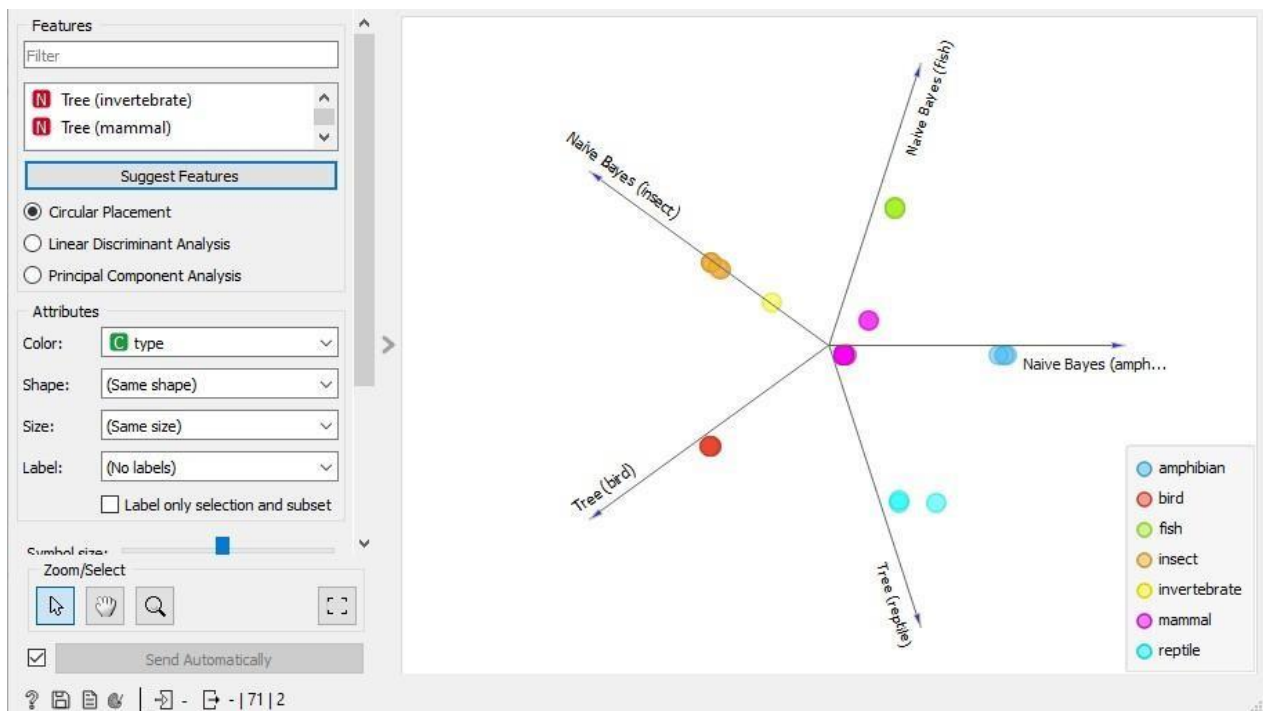 Features
Filter
N Tree (invertebrate)
N Tree (mammal)
Suggest Features
Circular Placement
Linear Discriminant Analysis
Principal Component Analysis
Attributes
Color: C type
Shape: (Same shape)
Size: (Same size)
Label: (No labels)
Label only selection and subset
Symbol size:
Zoom/Select
Send Automatically
? - - | 71 | 2
Naive Bayes (fish)
Naive Bayes (insect)
Naive Bayes (amph...
Tree (bird)
Tree (reptile)
amphibian
bird
fish
insect
invertebrate
mammal
reptile